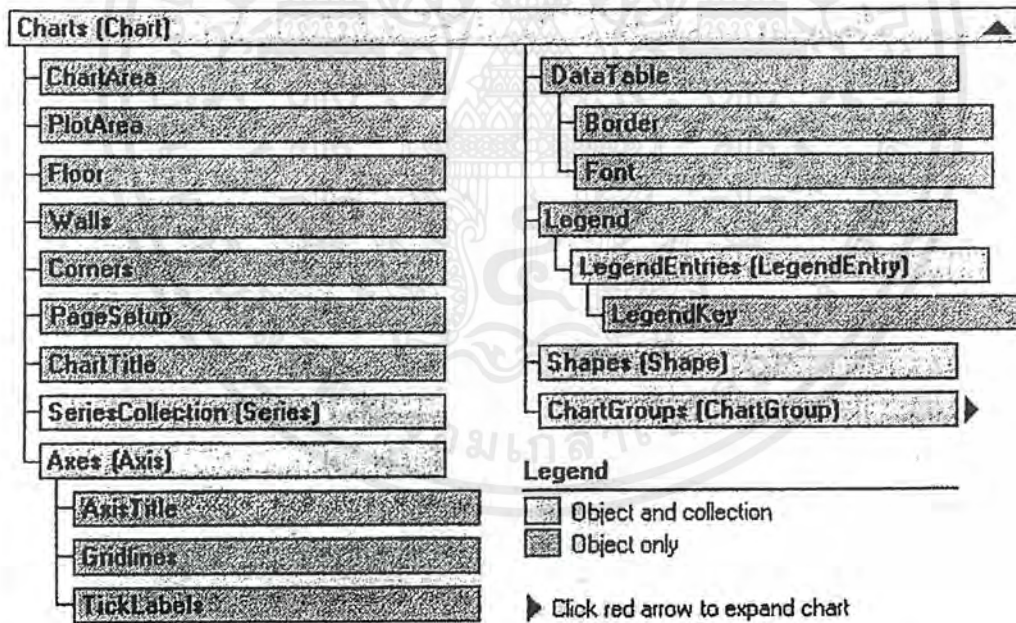 Charts (Chart)
ChartArea
PlotArea
Floor
Walls
Corners
PageSetup
ChartTitle
SeriesCollection (Series)
Axes (Axis)
AxisTitle
Gridlines
TickLabels
DataTable
Border
Font
Legend
LegendEntries (LegendEntry)
LegendKey
Shapes (Shape)
ChartGroups (ChartGroup)
Legend
Object and collection
Object only
Click red arrow to expand chart